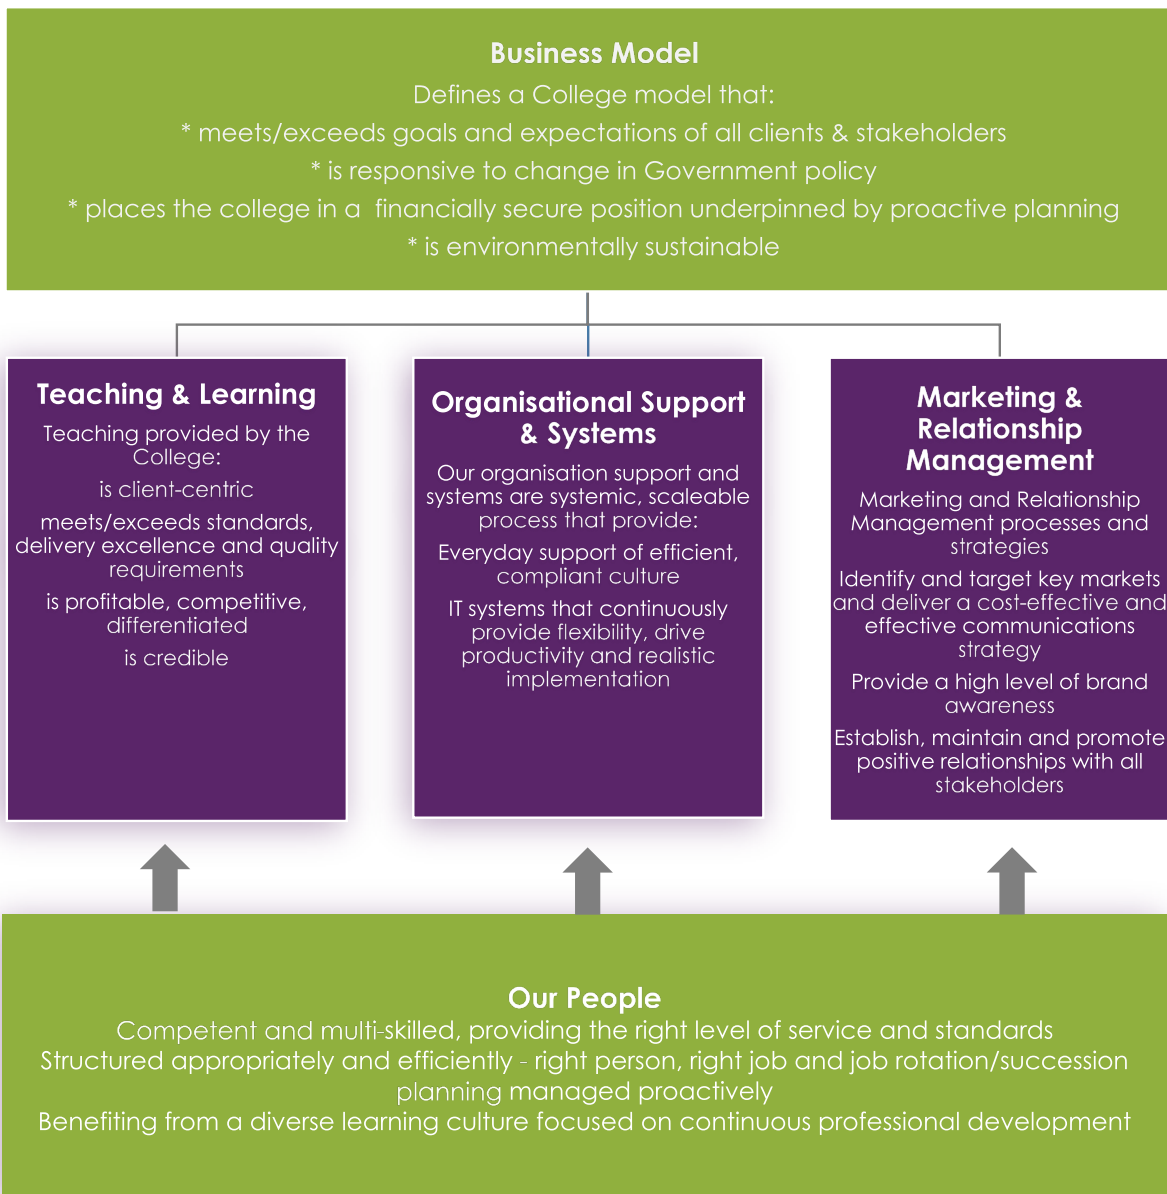 Business Model
Defines a College model that:
* meets/exceeds goals and expectations of all clients & stakeholders
* is responsive to change in Government policy
* places the college in a  financially secure position underpinned by proactive planning
* is environmentally sustainable
Teaching & Learning
Teaching provided by the
College:
is client-centric
meets/exceeds standards,
delivery excellence and quality
requirements
is profitable, competitive,
differentiated
is credible
Organisational Support
& Systems
Our organisation support and
systems are systemic, scaleable
process that provide:
Everyday support of efficient,
compliant culture
IT systems that continuously
provide flexibility, drive
productivity and realistic
implementation
Marketing &
Relationship
Management
Marketing and Relationship
Management processes and
strategies
Identify and target key markets
and deliver a cost-effective and
effective communications
strategy
Provide a high level of brand
awareness
Establish, maintain and promote
positive relationships with all
stakeholders
Our People
Competent and multi-skilled, providing the right level of service and standards
Structured appropriately and efficiently - right person, right job and job rotation/succession
planning managed proactively
Benefiting from a diverse learning culture focused on continuous professional development